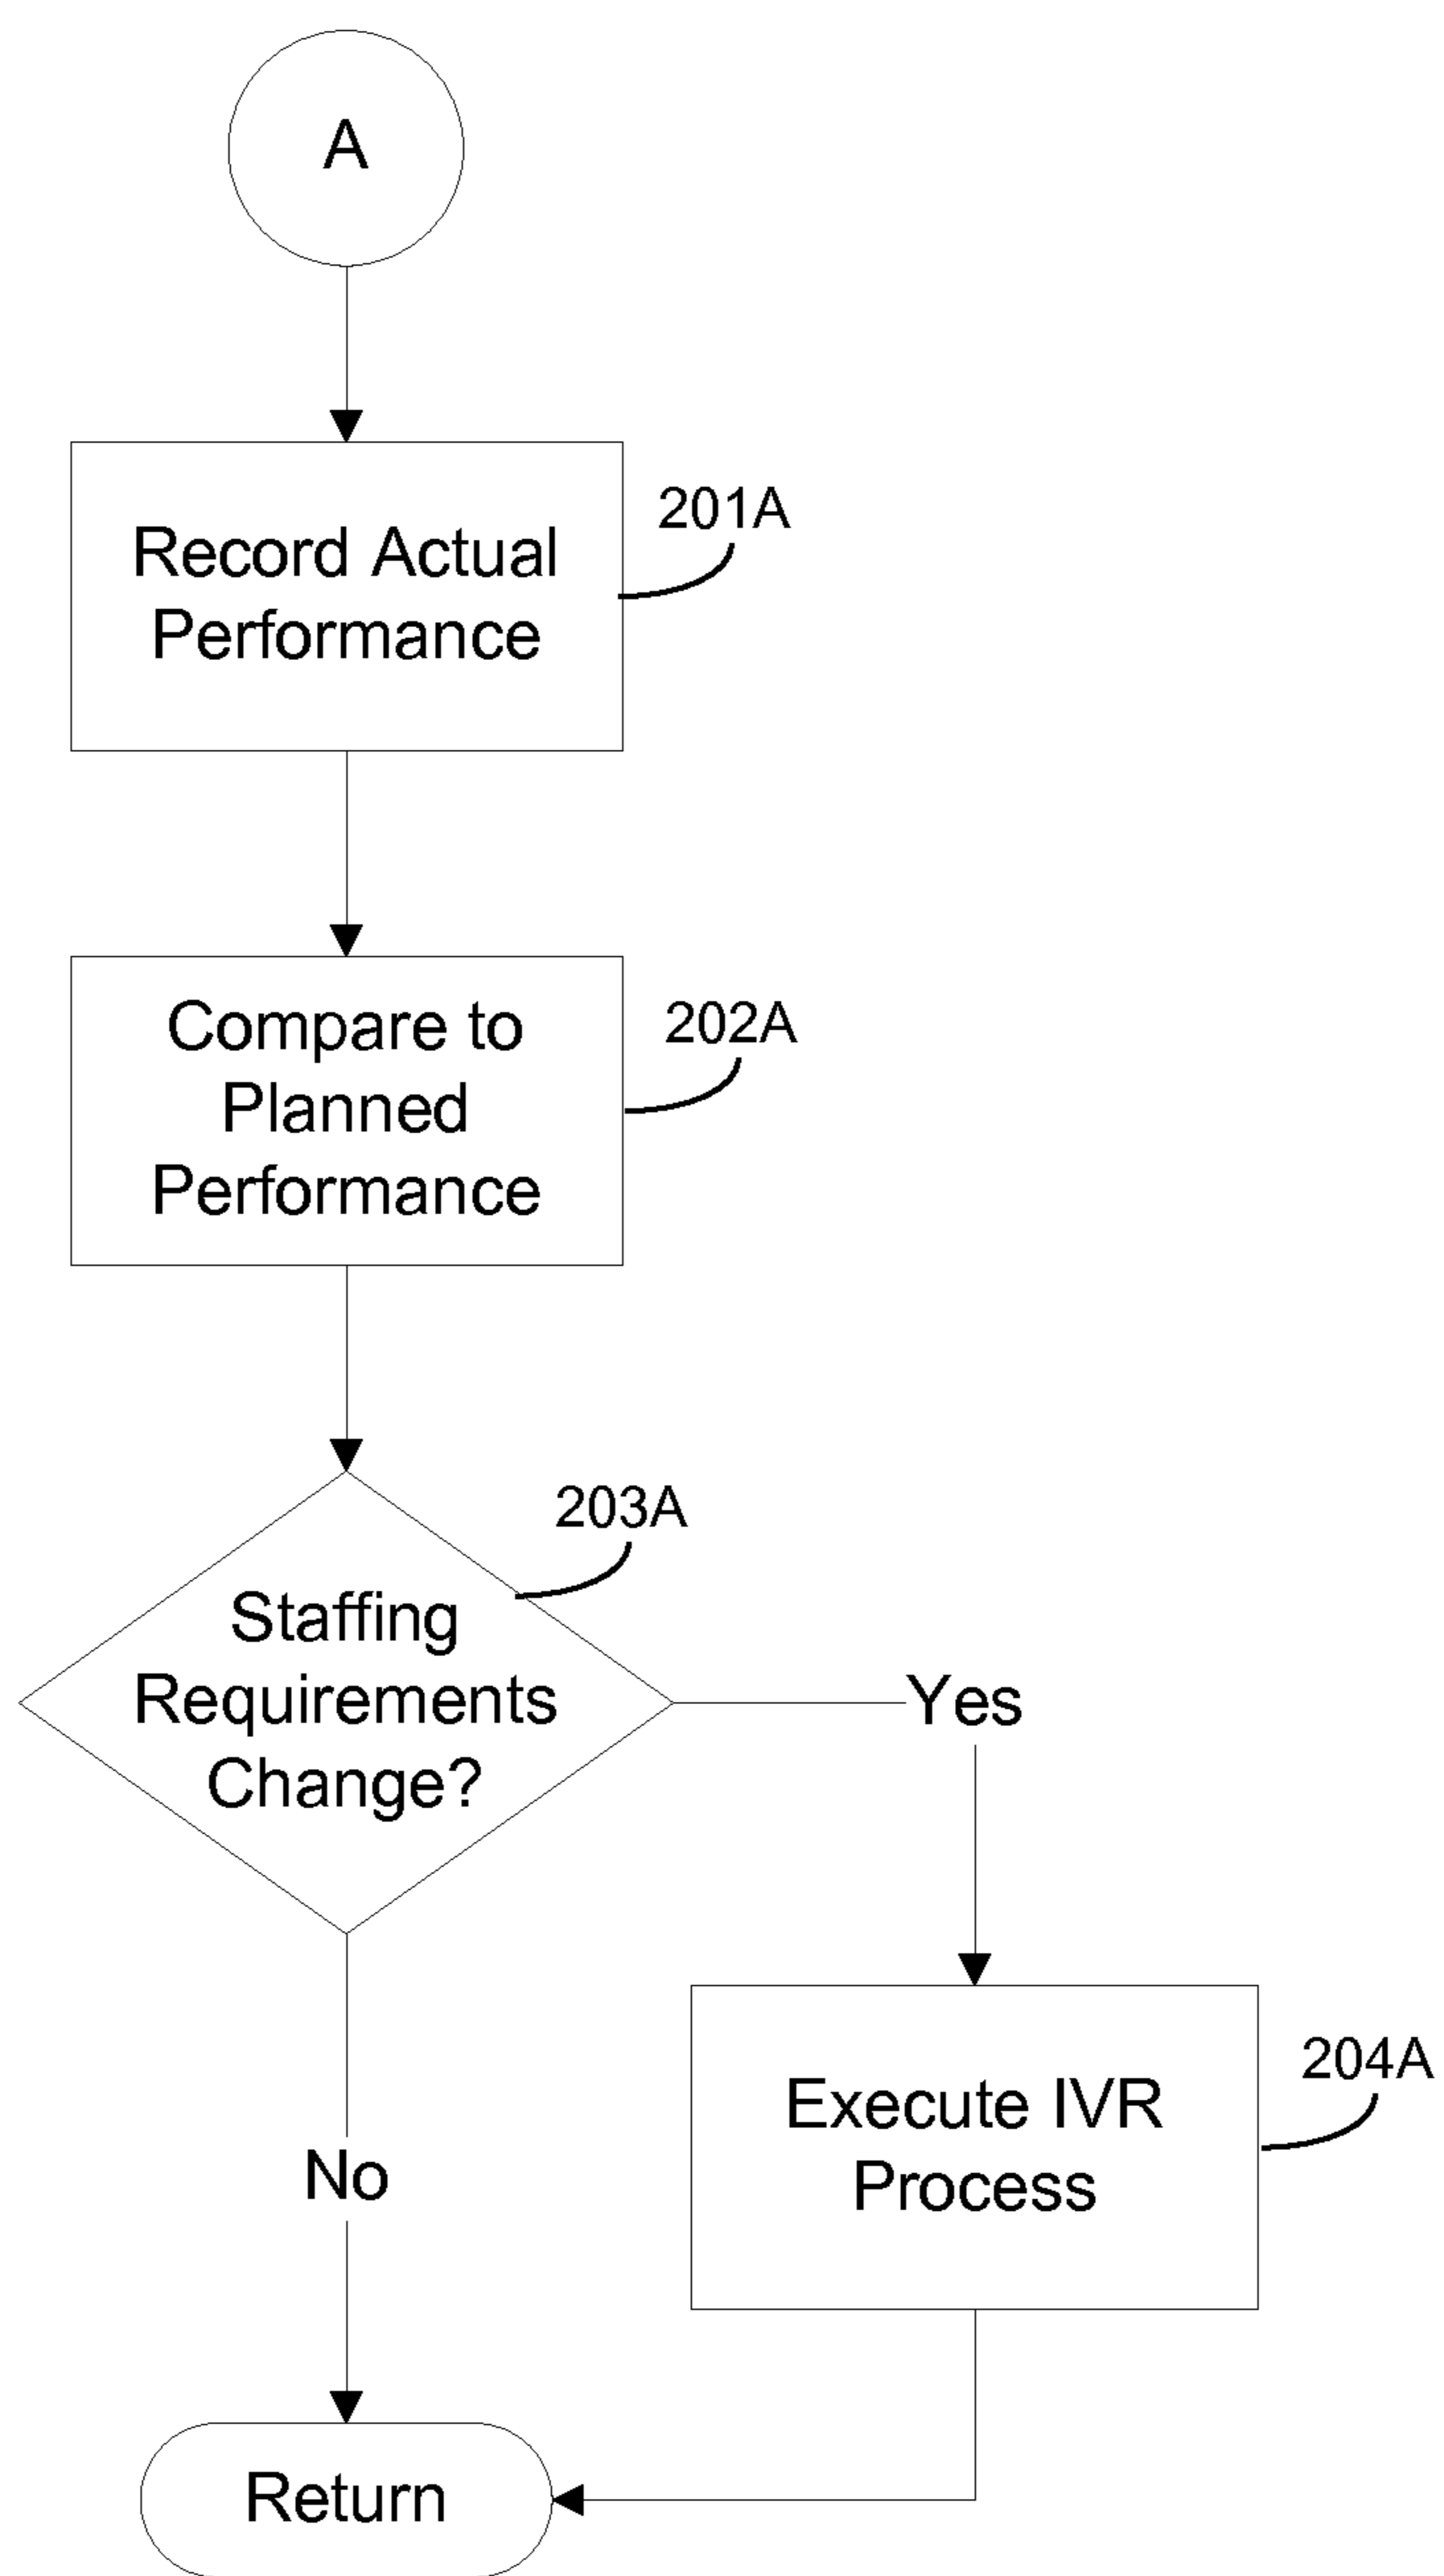 A
Record Actual
Performance
201A
Compare to
Planned
Performance
202A
Staffing
Requirements
Change?
203A
Yes
Execute IVR
Process
204A
No
Return